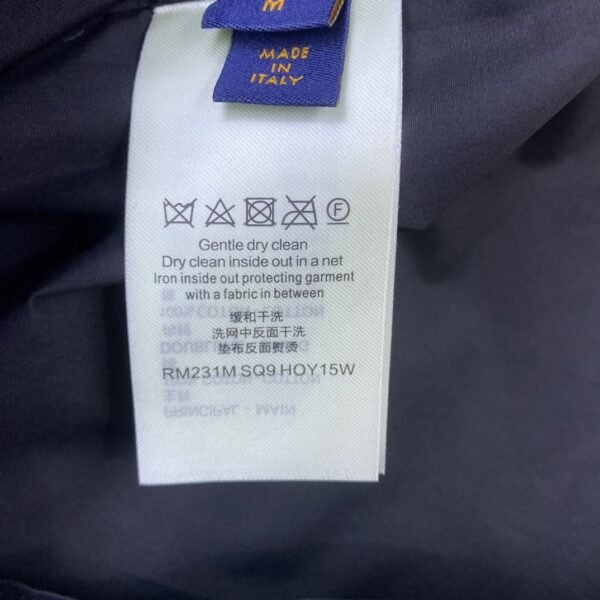 M
MADE
IN
ITALY
F
Gentle dry clean
Dry clean inside out in a net
Iron inside out protecting garment
with a fabric in between
缓和干洗
洗网中反面干洗
垫布反面熨烫
RM231M SQ9 HOY15W